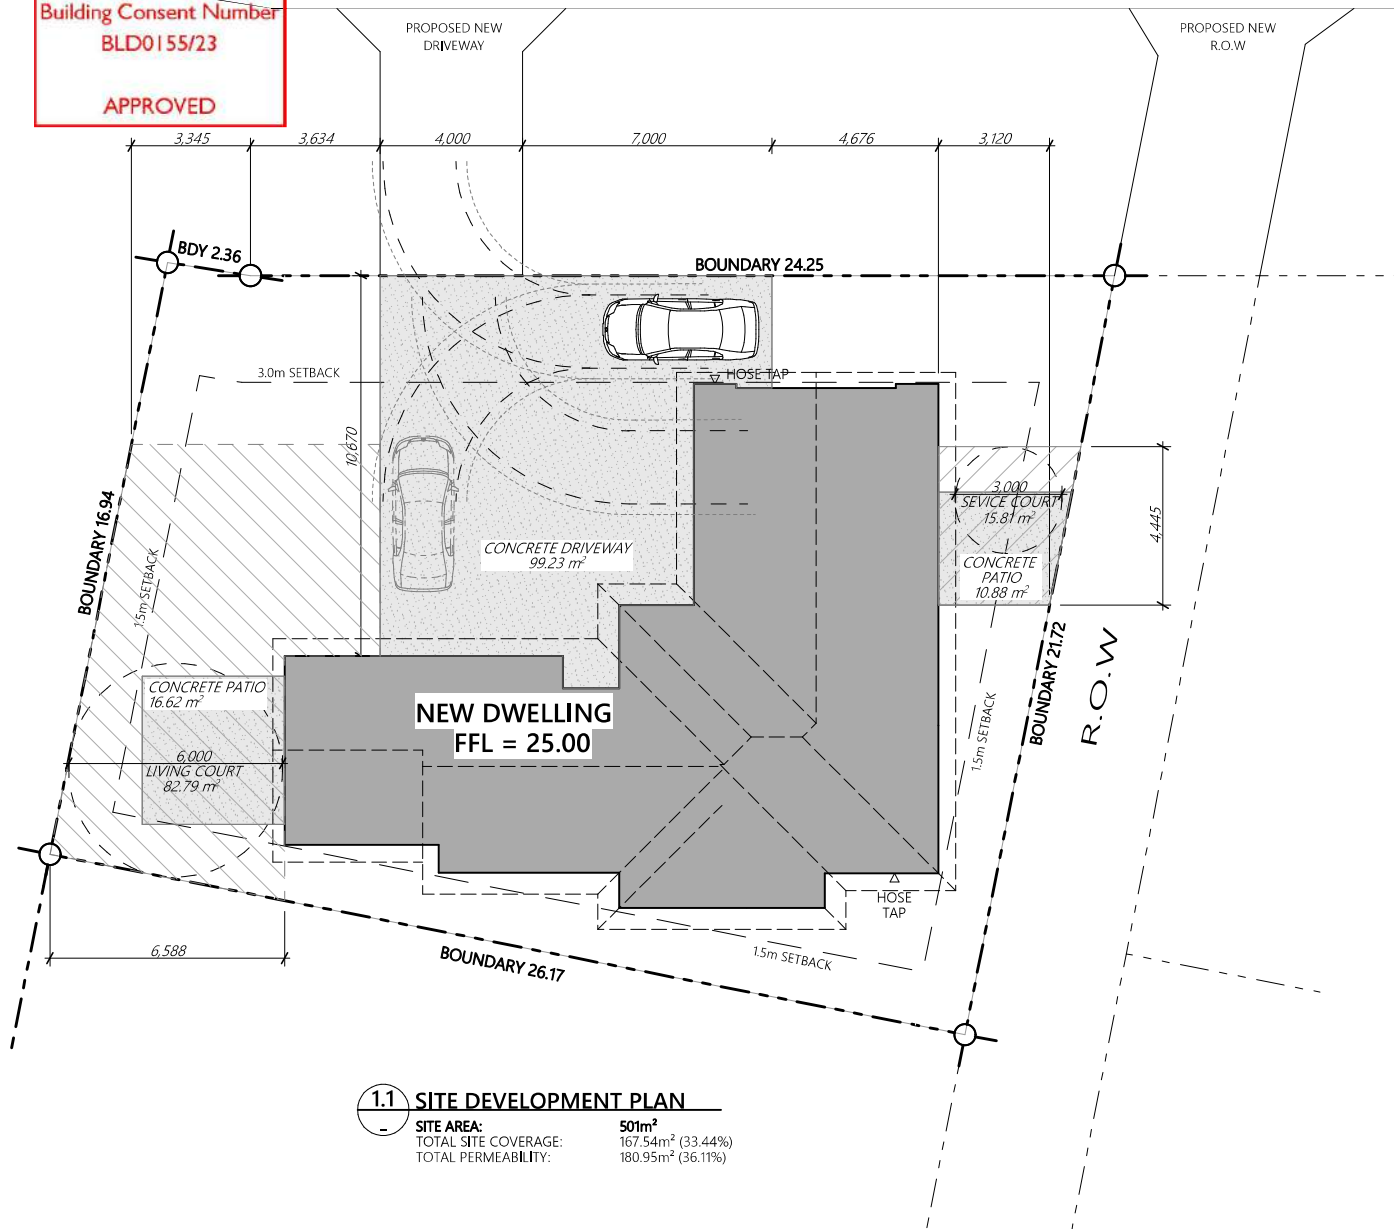 Building Consent Number
BLD0155/23
APPROVED
PROPOSED NEW
DRIVEWAY
PROPOSED NEW
R.O.W
3,345
3,634
4,000
7,000
4,676
3,120
BDY 2.36
BOUNDARY 24.25
3.0m SETBACK
HOSE TAP
10,670
BOUNDARY 16.94
1.5m SETBACK
3,000
SEVICE COURT
15.81 m²
4,445
CONCRETE DRIVEWAY
99.23 m²
CONCRETE
PATIO
10.88 m²
CONCRETE PATIO
16.62 m²
NEW DWELLING
FFL = 25.00
BOUNDARY 21.72
R.O.W
1.5m SETBACK
6,000
LIVING COURT
82.79 m²
HOSE
TAP
6,588
BOUNDARY 26.17
1.5m SETBACK
1.1
-
SITE DEVELOPMENT PLAN
SITE AREA: 501m²
TOTAL SITE COVERAGE: 167.54m² (33.44%)
TOTAL PERMEABILITY: 180.95m² (36.11%)